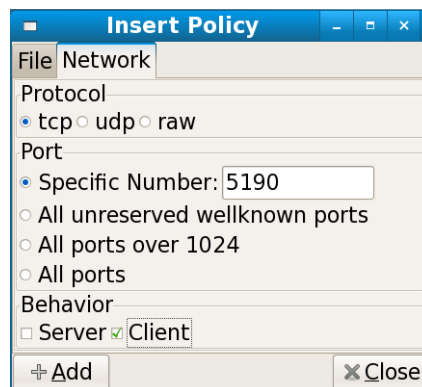 Insert Policy
File Network
Protocol
tcp udp raw
Port
Specific Number: 5190
All unreserved wellknown ports
All ports over 1024
All ports
Behavior
Server Client
Add Close